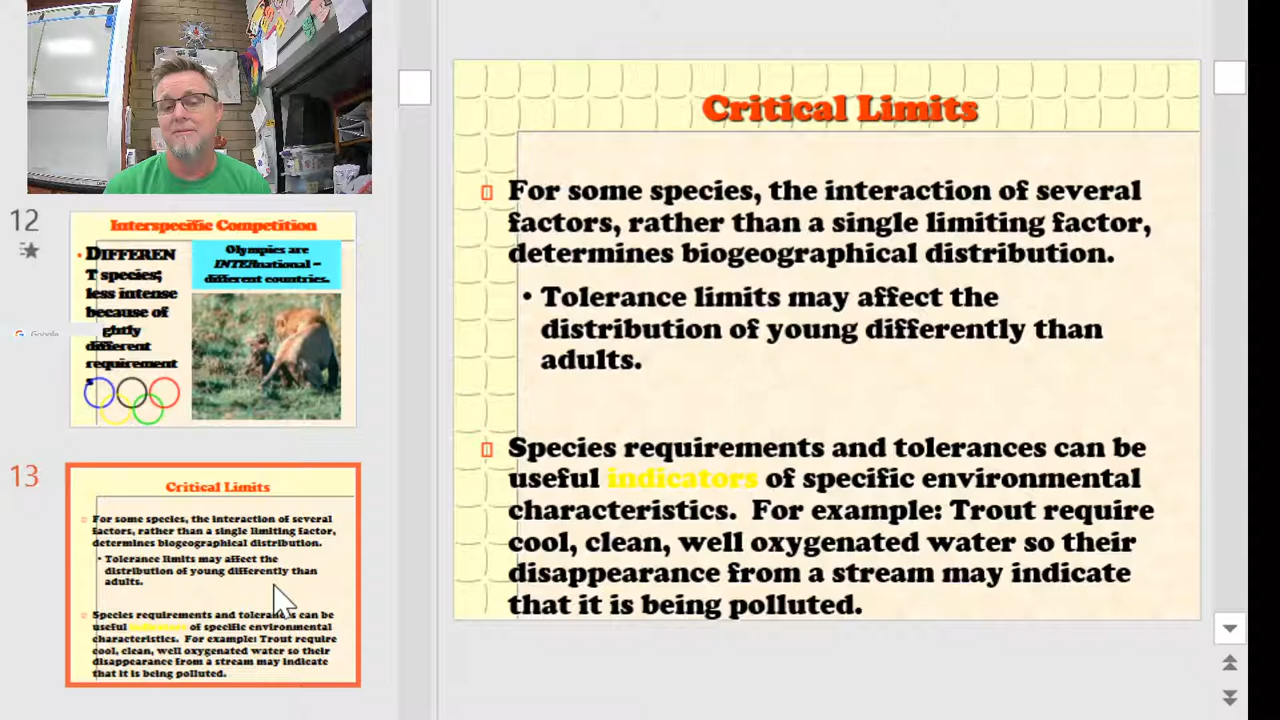 Critical Limits
For some species, the interaction of several
factors, rather than a single limiting factor,
determines biogeographical distribution.
• Tolerance limits may affect the
distribution of young differently than
adults.
Species requirements and tolerances can be
useful indicators of specific environmental
characteristics. For example: Trout require
cool, clean, well oxygenated water so their
disappearance from a stream may indicate
that it is being polluted.
12
Interspecific Competition
• DIFFEREN
T species;
less intense
because of
ghtly
different
requirement
s
Olympics are
INTERnational –
different countries.
Google
13
Critical Limits
For some species, the interaction of several
factors, rather than a single limiting factor,
determines biogeographical distribution.
• Tolerance limits may affect the
distribution of young differently than
adults.
Species requirements and tolerances can be
useful indicators of specific environmental
characteristics. For example: Trout require
cool, clean, well oxygenated water so their
disappearance from a stream may indicate
that it is being polluted.